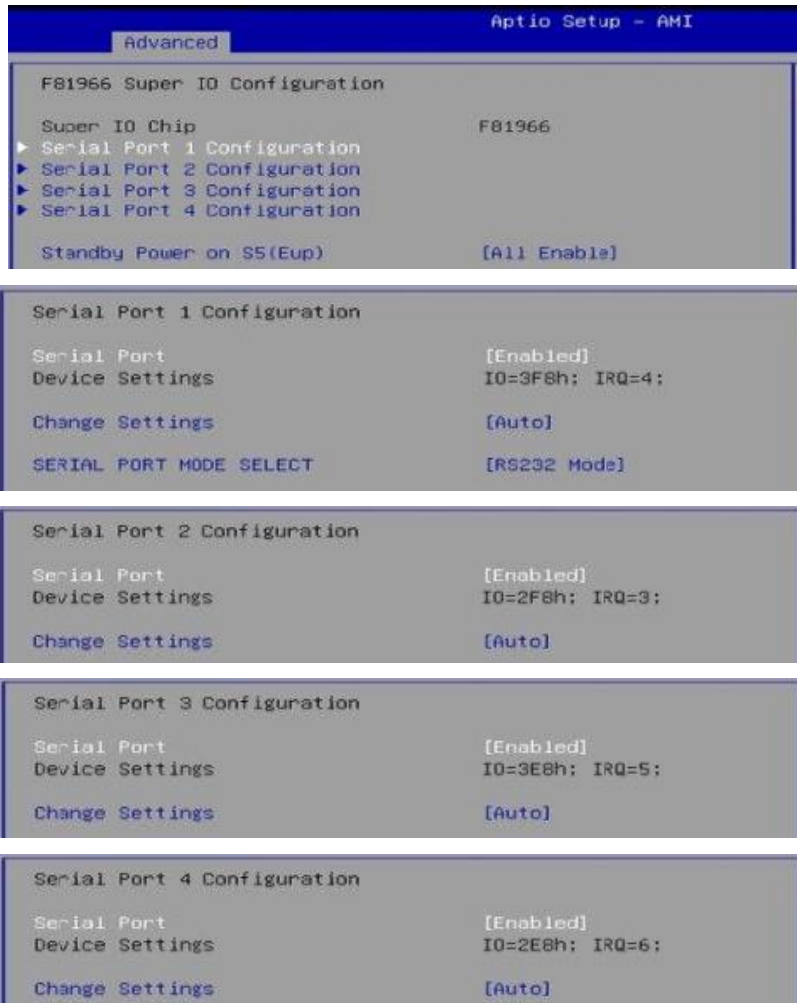 Aptio Setup - AMI
Advanced
F81966 Super IO Configuration
Super IO Chip F81966
▶ Serial Port 1 Configuration
▶ Serial Port 2 Configuration
▶ Serial Port 3 Configuration
▶ Serial Port 4 Configuration
Standby Power on S5(Eup) [All Enable]
Serial Port 1 Configuration
Serial Port [Enabled]
Device Settings IO=3F8h; IRQ=4;
Change Settings [Auto]
SERIAL PORT MODE SELECT [RS232 Mode]
Serial Port 2 Configuration
Serial Port [Enabled]
Device Settings IO=2F8h; IRQ=3;
Change Settings [Auto]
Serial Port 3 Configuration
Serial Port [Enabled]
Device Settings IO=3E8h; IRQ=5;
Change Settings [Auto]
Serial Port 4 Configuration
Serial Port [Enabled]
Device Settings IO=2E8h; IRQ=6;
Change Settings [Auto]